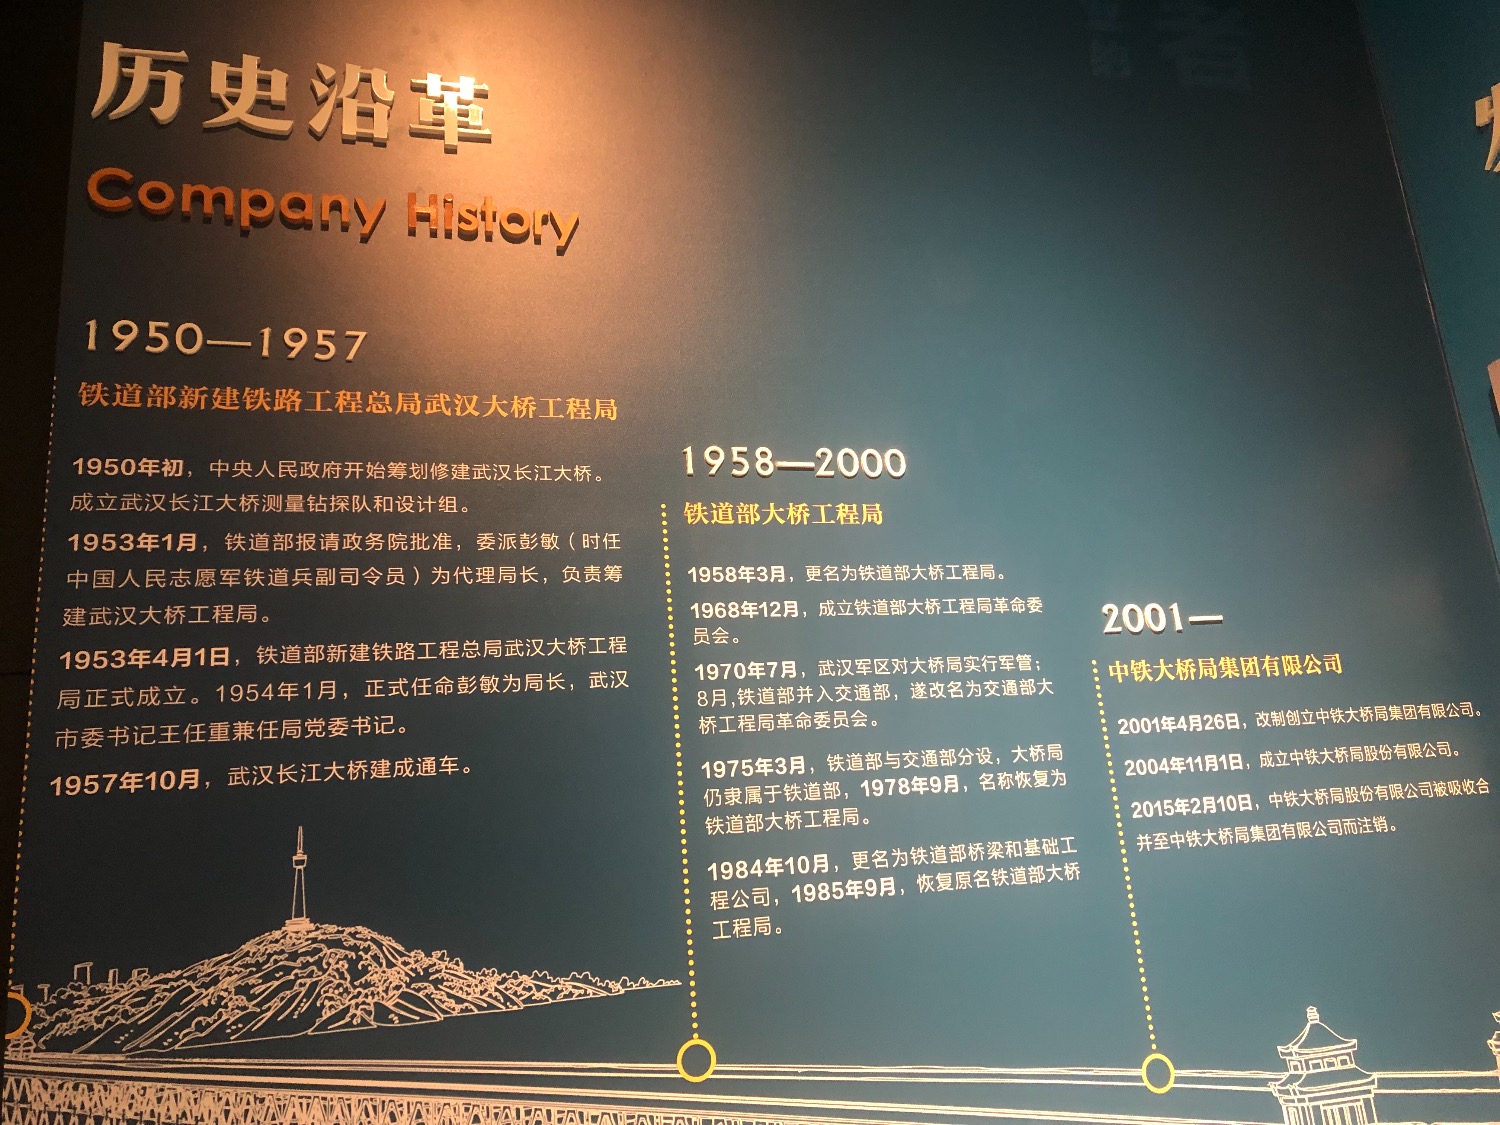 历史沿革
Company History
1950—1957
铁道部新建铁路工程总局武汉大桥工程局
1950年初，中央人民政府开始筹划修建武汉长江大桥。
成立武汉长江大桥测量钻探队和设计组。
1953年1月，铁道部报请政务院批准，委派彭敏（时任
中国人民志愿军铁道兵副司令员）为代理局长，负责筹
建武汉大桥工程局。
1953年4月1日，铁道部新建铁路工程总局武汉大桥工程
局正式成立。1954年1月，正式任命彭敏为局长，武汉
市委书记王任重兼任局党委书记。
1957年10月，武汉长江大桥建成通车。
1958—2000
铁道部大桥工程局
1958年3月，更名为铁道部大桥工程局。
1968年12月，成立铁道部大桥工程局革命委
员会。
1970年7月，武汉军区对大桥局实行军管；
8月,铁道部并入交通部，遂改名为交通部大
桥工程局革命委员会。
1975年3月，铁道部与交通部分设，大桥局
仍隶属于铁道部，1978年9月，名称恢复为
铁道部大桥工程局。
1984年10月，更名为铁道部桥梁和基础工
程公司，1985年9月，恢复原名铁道部大桥
工程局。
2001—
中铁大桥局集团有限公司
2001年4月26日，改制创立中铁大桥局集团有限公司。
2004年11月1日，成立中铁大桥局股份有限公司。
2015年2月10日，中铁大桥局股份有限公司被吸收合
并至中铁大桥局集团有限公司而注销。